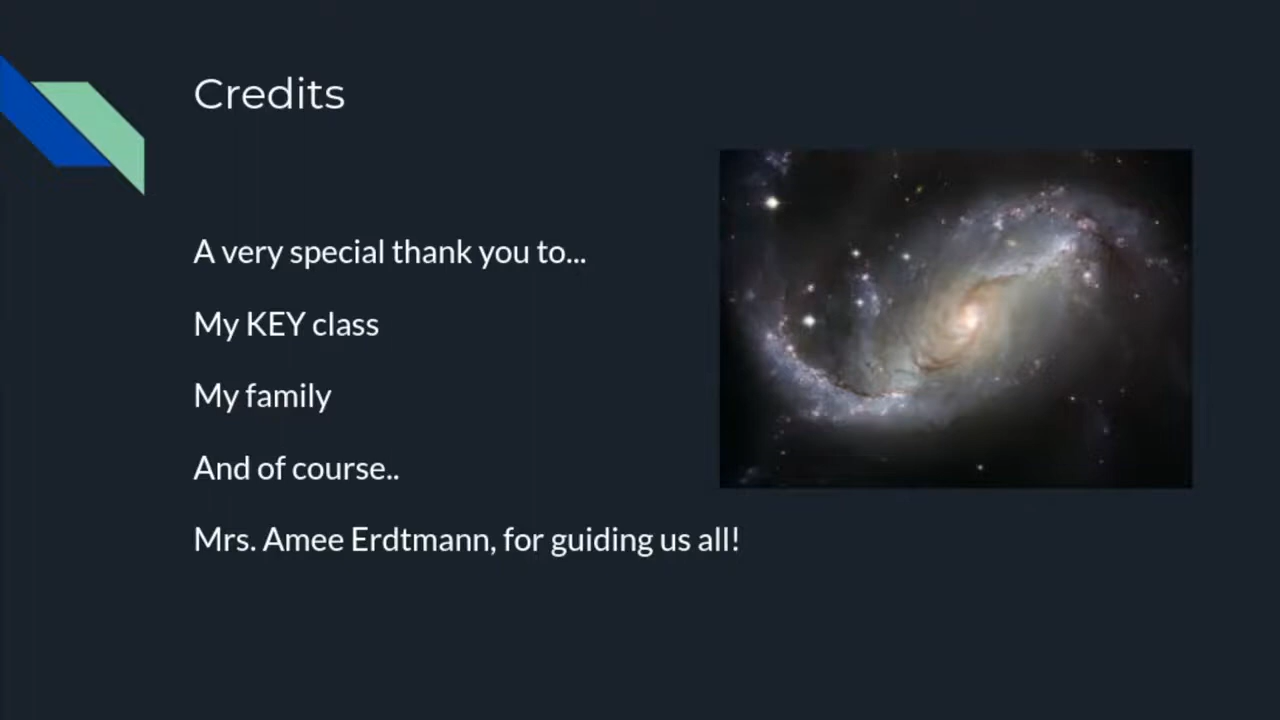 Credits
A very special thank you to...
My KEY class
My family
And of course..
Mrs. Amee Erdtmann, for guiding us all!